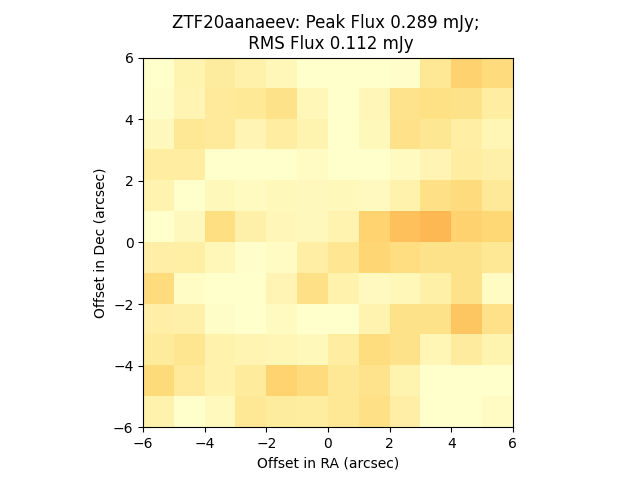 ZTF20aanaeev: Peak Flux 0.289 mJy;
RMS Flux 0.112 mJy
6
4
2
0
−2
−4
−6
Offset in Dec (arcsec)
−6 −4 −2 0 2 4 6
Offset in RA (arcsec)